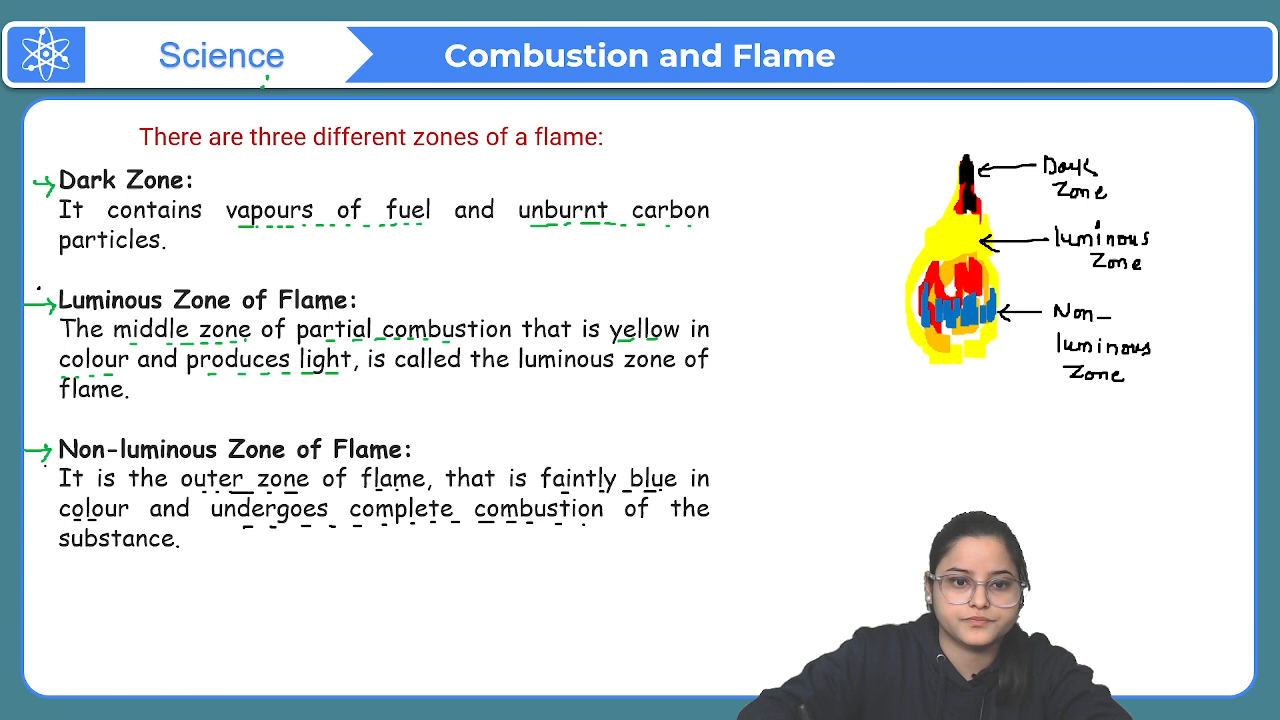 Science
Combustion and Flame
There are three different zones of a flame:
Dark Zone:
It contains vapours of fuel and unburnt carbon
particles.
Luminous Zone of Flame:
The middle zone of partial combustion that is yellow in
colour and produces light, is called the luminous zone of
flame.
Non-luminous Zone of Flame:
It is the outer zone of flame, that is faintly blue in
colour and undergoes complete combustion of the
substance.
Dark
Zone
luminous
Zone
Non-
luminous
Zone